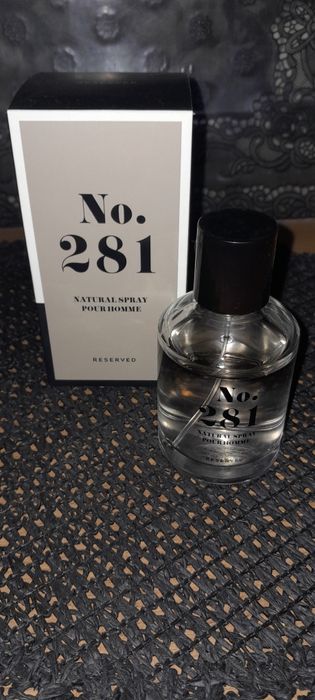 No.
281
NATURAL SPRAY
POUR HOMME
RESERVED
No.
281
NATURAL SPRAY
POUR HOMME
RESERVED